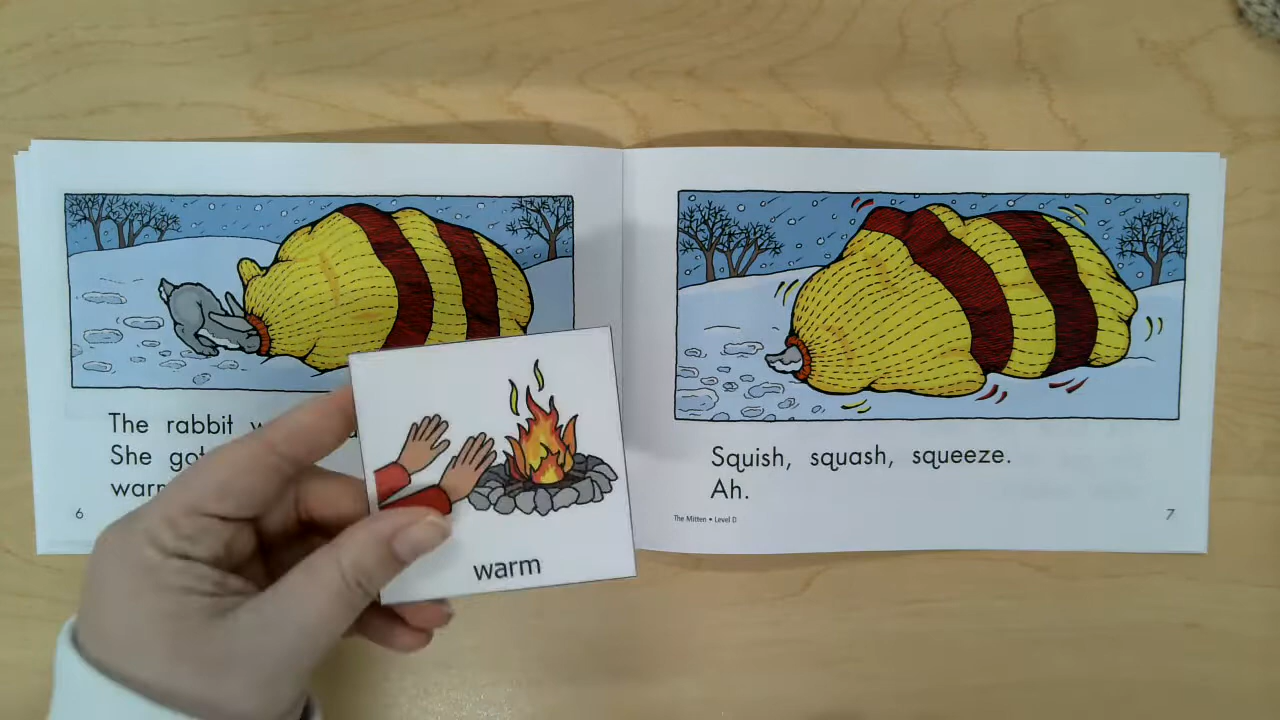 The rabbit
She got
warm
6
warm
Squish, squash, squeeze.
Ah.
The Mitten • Level D
7